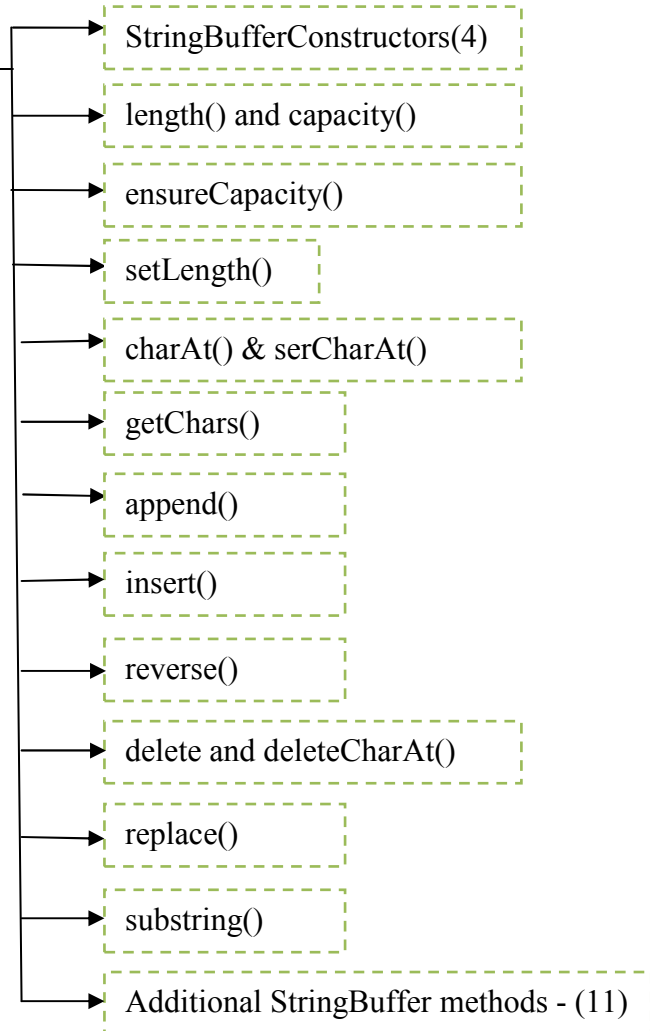 StringBufferConstructors(4)
length() and capacity()
ensureCapacity()
setLength()
charAt() & serCharAt()
getChars()
append()
insert()
reverse()
delete and deleteCharAt()
replace()
substring()
Additional StringBuffer methods - (11)